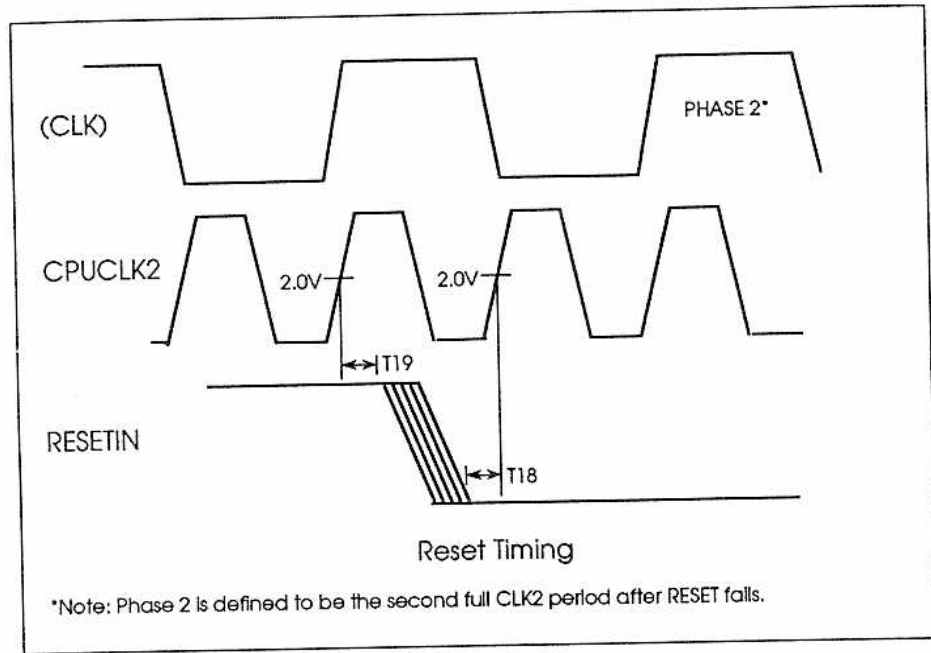 (CLK)
PHASE 2*
CPUCLK2
2.0V
2.0V
T19
RESETIN
T18
Reset Timing
*Note: Phase 2 is defined to be the second full CLK2 period after RESET falls.